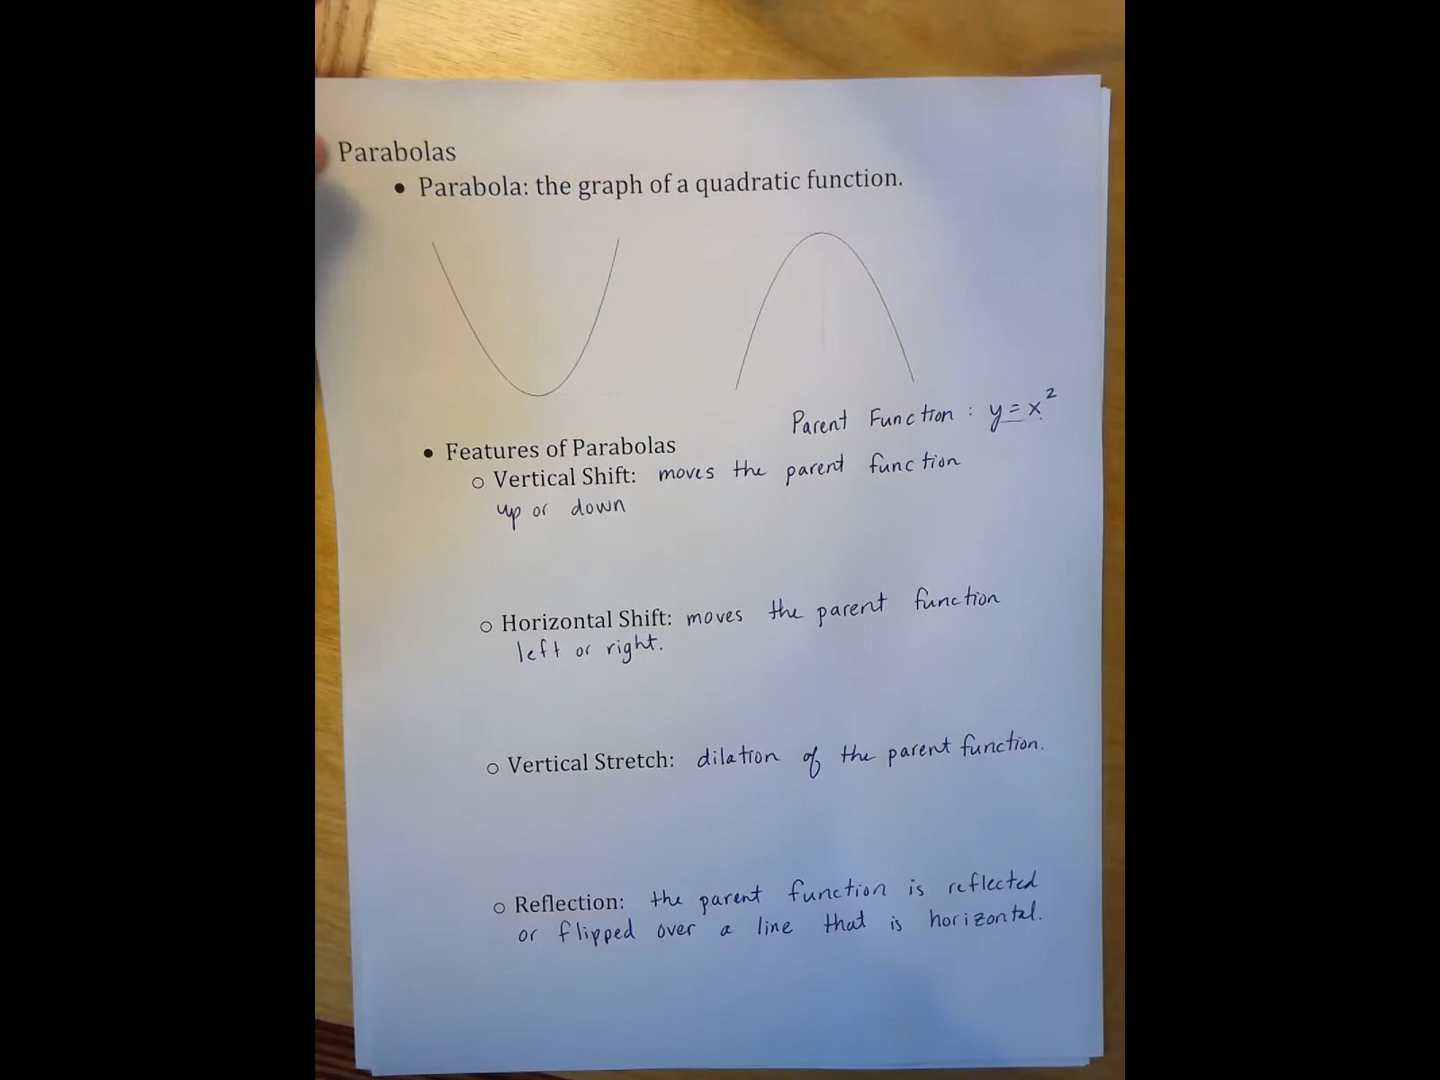 Parabolas
• Parabola: the graph of a quadratic function.
Parent Function : y = x²
• Features of Parabolas
○ Vertical Shift: moves the parent function
up or down
○ Horizontal Shift: moves the parent function
left or right.
○ Vertical Stretch: dilation of the parent function.
○ Reflection: the parent function is reflected
or flipped over a line that is horizontal.